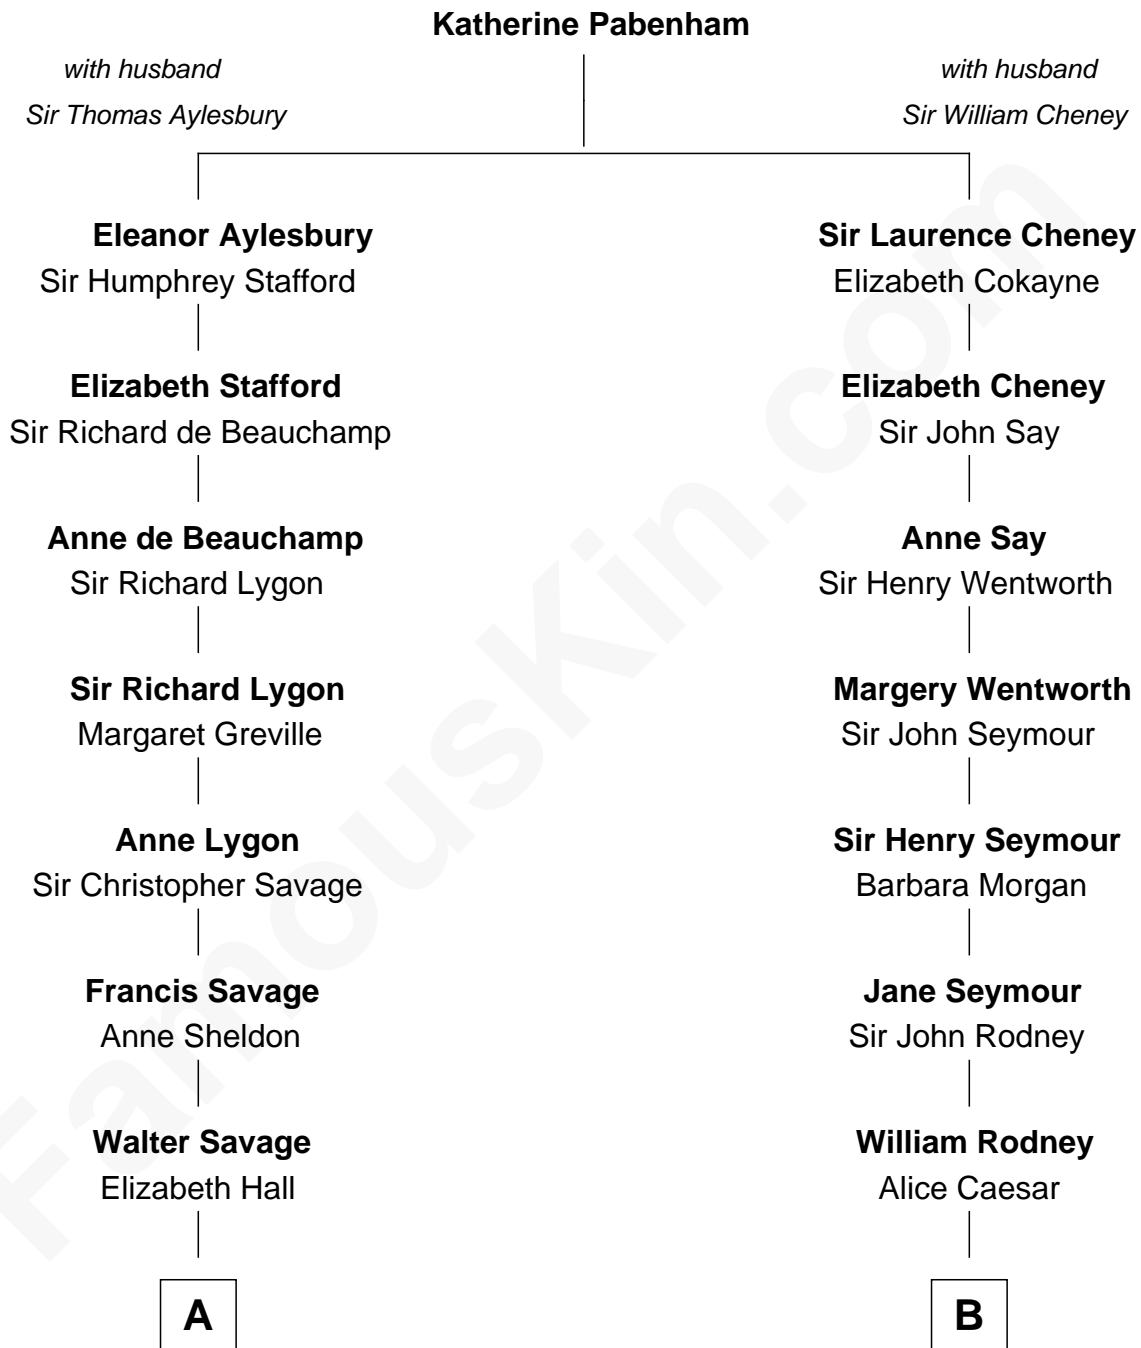 Katherine Pabenham
with husband
Sir Thomas Aylesbury
with husband
Sir William Cheney
Eleanor Aylesbury
Sir Humphrey Stafford
Sir Laurence Cheney
Elizabeth Cokayne
Elizabeth Stafford
Sir Richard de Beauchamp
Elizabeth Cheney
Sir John Say
Anne de Beauchamp
Sir Richard Lygon
Anne Say
Sir Henry Wentworth
Sir Richard Lygon
Margaret Greville
Margery Wentworth
Sir John Seymour
Anne Lygon
Sir Christopher Savage
Sir Henry Seymour
Barbara Morgan
Francis Savage
Anne Sheldon
Jane Seymour
Sir John Rodney
Walter Savage
Elizabeth Hall
William Rodney
Alice Caesar
A
B
FamousKin.com